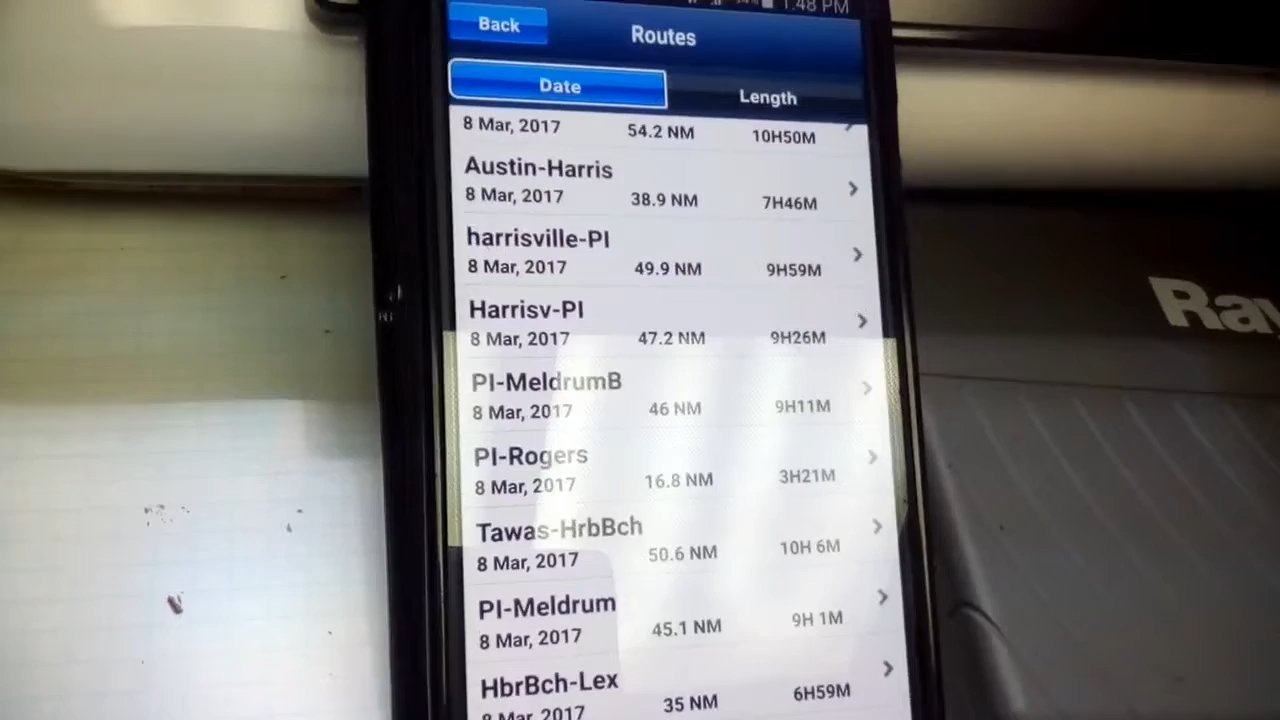 1:48 PM
Back
Routes
Date
Length
8 Mar, 2017 54.2 NM 10H50M
Austin-Harris
8 Mar, 2017 38.9 NM 7H46M
harrisville-PI
8 Mar, 2017 49.9 NM 9H59M
Harrisv-PI
8 Mar, 2017 47.2 NM 9H26M
PI-MeldrumB
8 Mar, 2017 46 NM 9H11M
PI-Rogers
8 Mar, 2017 16.8 NM 3H21M
Tawas-HrbBch
8 Mar, 2017 50.6 NM 10H 6M
PI-Meldrum
8 Mar, 2017 45.1 NM 9H 1M
HbrBch-Lex
8 Mar, 2017 35 NM 6H59M
Ray